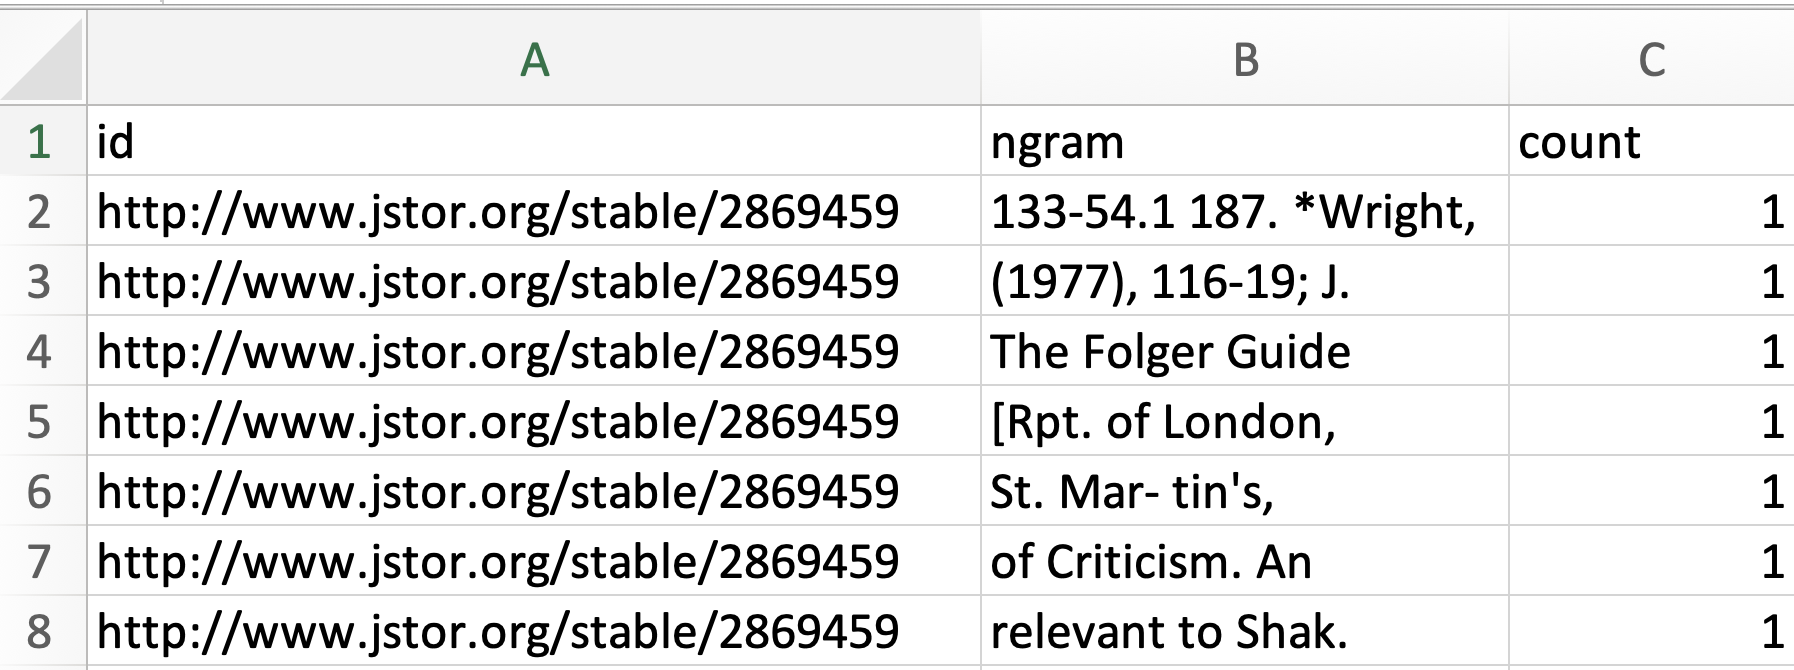 A B C
1 id ngram count
2 http://www.jstor.org/stable/2869459 133-54.1 187. *Wright, 1
3 http://www.jstor.org/stable/2869459 (1977), 116-19; J. 1
4 http://www.jstor.org/stable/2869459 The Folger Guide 1
5 http://www.jstor.org/stable/2869459 [Rpt. of London, 1
6 http://www.jstor.org/stable/2869459 St. Mar- tin's, 1
7 http://www.jstor.org/stable/2869459 of Criticism. An 1
8 http://www.jstor.org/stable/2869459 relevant to Shak. 1